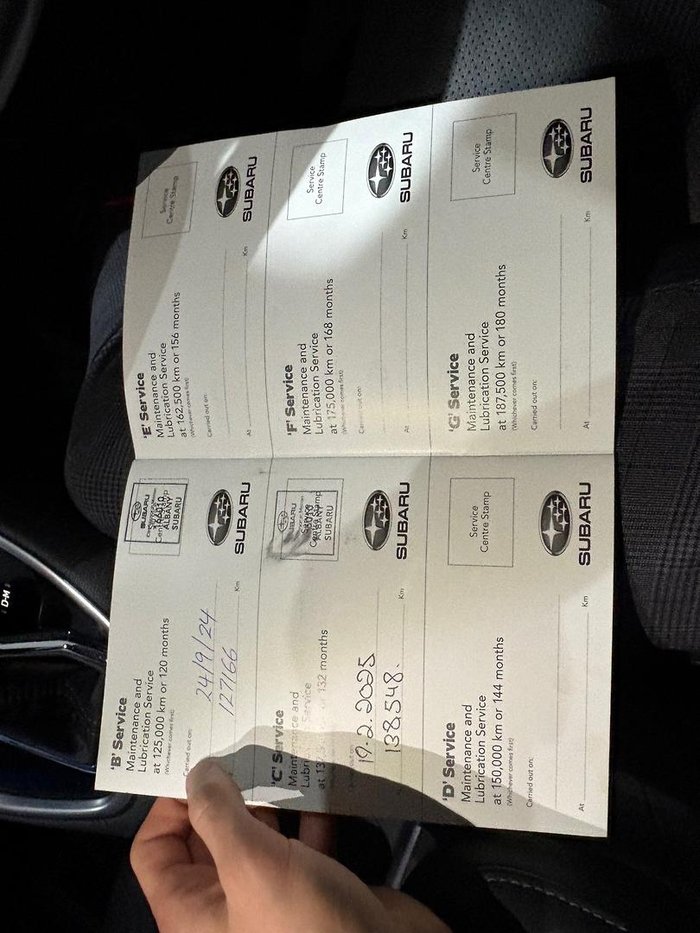 'B' Service
Maintenance and
Lubrication Service
at 125,000 km or 120 months
(Whichever comes first)
Carried out on:
24/9/24
127166
Km
SUBARU
ALBANY
SUBARU
SUBARU
'C' Service
Maintenance and
Lubrication Service
132 months
19.2.2025
138,548.
Km
SUBARU
ALBANY
SUBARU
SUBARU
'D' Service
Maintenance and
Lubrication Service
at 150,000 km or 144 months
(Whichever comes first)
Carried out on:
At
Km
Service
Centre Stamp
SUBARU
'E' Service
Maintenance and
Lubrication Service
at 162,500 km or 156 months
(Whichever comes first)
Carried out on:
At
Km
Service
Centre Stamp
SUBARU
'F' Service
Maintenance and
Lubrication Service
at 175,000 km or 168 months
(Whichever comes first)
Carried out on:
At
Km
Service
Centre Stamp
SUBARU
'G' Service
Maintenance and
Lubrication Service
at 187,500 km or 180 months
(Whichever comes first)
Carried out on:
At
Km
Service
Centre Stamp
SUBARU
D-M